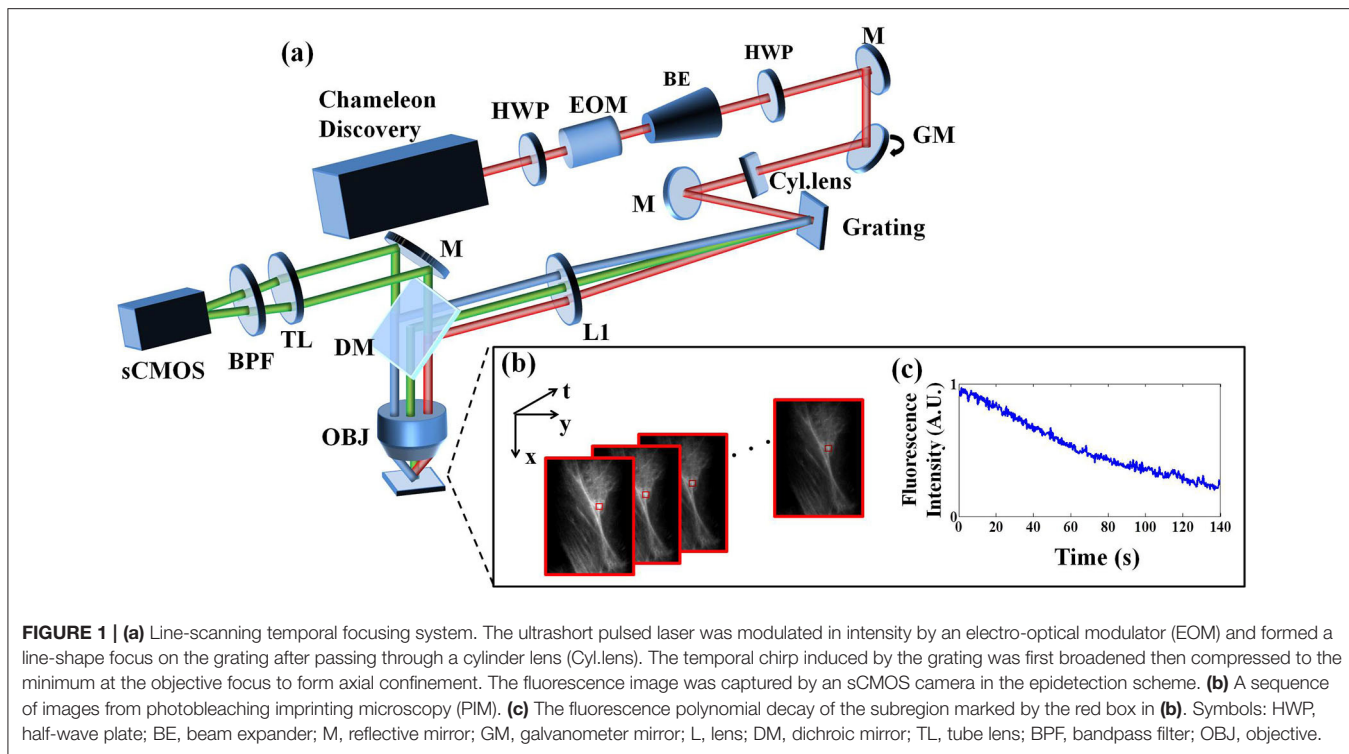 (a)
M
HWP
BE
EOM
HWP
Chameleon
Discovery
GM
Cyl.lens
M
Grating
M
L1
DM
TL
BPF
sCMOS
OBJ
(b)
t
y
x
(c)
Fluorescence
Intensity (A.U.)
1
0
0 20 40 60 80 100 120 140
Time (s)
FIGURE 1 | (a) Line-scanning temporal focusing system. The ultrashort pulsed laser was modulated in intensity by an electro-optical modulator (EOM) and formed a
line-shape focus on the grating after passing through a cylinder lens (Cyl.lens). The temporal chirp induced by the grating was first broadened then compressed to the
minimum at the objective focus to form axial confinement. The fluorescence image was captured by an sCMOS camera in the epidetection scheme. (b) A sequence
of images from photobleaching imprinting microscopy (PIM). (c) The fluorescence polynomial decay of the subregion marked by the red box in (b). Symbols: HWP,
half-wave plate; BE, beam expander; M, reflective mirror; GM, galvanometer mirror; L, lens; DM, dichroic mirror; TL, tube lens; BPF, bandpass filter; OBJ, objective.